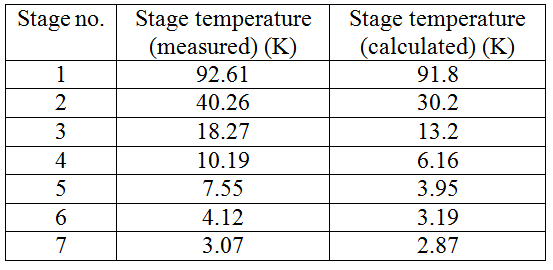 Stage no. Stage temperature (measured) (K) Stage temperature (calculated) (K)
1 92.61 91.8
2 40.26 30.2
3 18.27 13.2
4 10.19 6.16
5 7.55 3.95
6 4.12 3.19
7 3.07 2.87